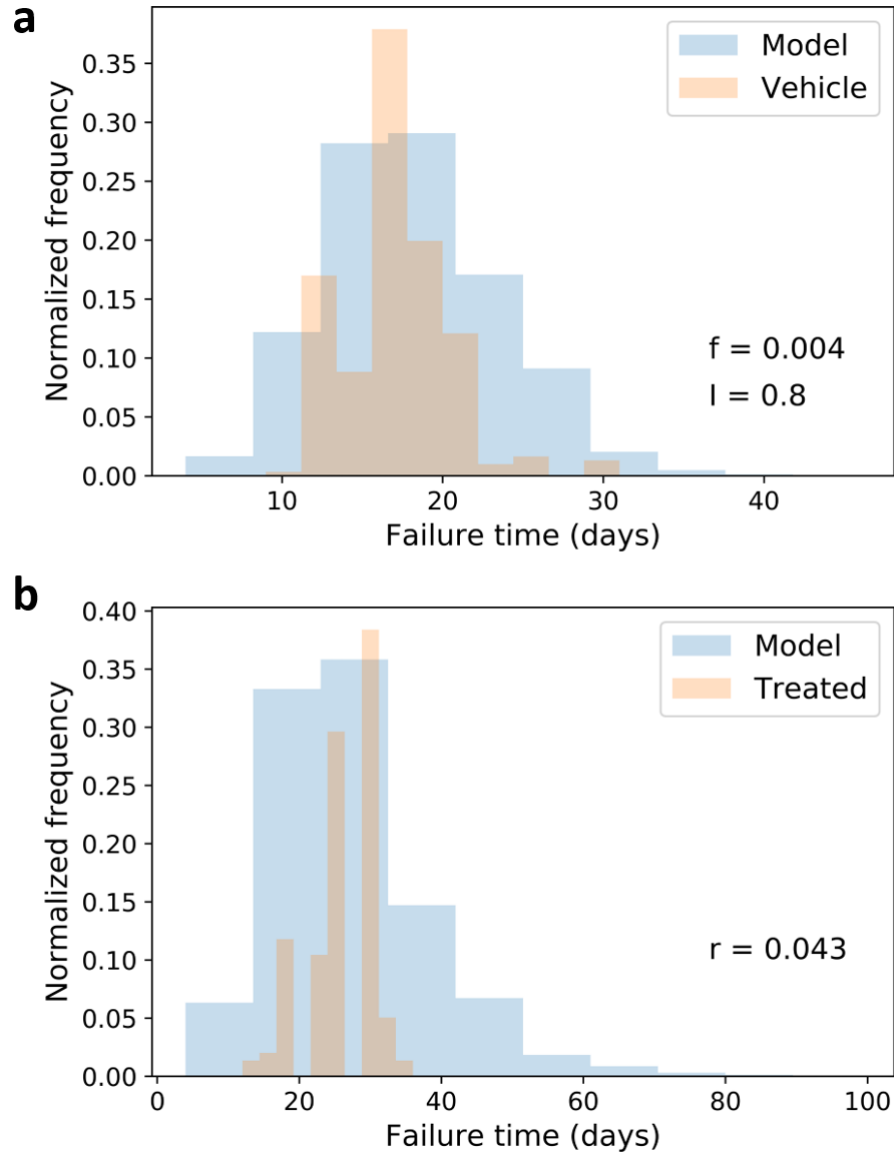 a
Normalized frequency
0.35
0.30
0.25
0.20
0.15
0.10
0.05
0.00
Model
Vehicle
f = 0.004
I = 0.8
10 20 30 40
Failure time (days)
b
Normalized frequency
0.40
0.35
0.30
0.25
0.20
0.15
0.10
0.05
0.00
Model
Treated
r = 0.043
0 20 40 60 80 100
Failure time (days)